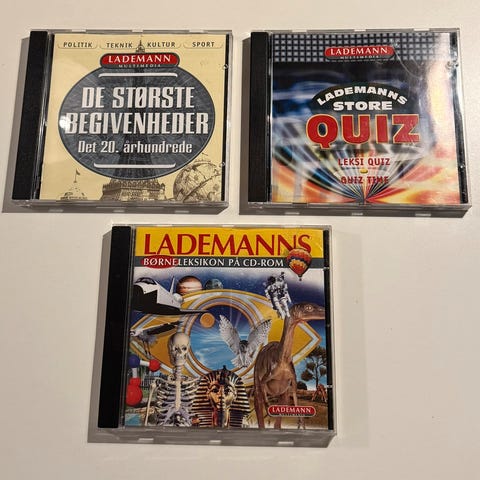 POLITIK TEKNIK KULTUR SPORT
LADEMANN
MULTIMEDIA
DE STØRSTE
BEGIVENHEDER
Det 20. århundrede
LADEMANN
MULTIMEDIA
LADEMANNS
STORE
QUIZ
LEKSI QUIZ
QUIZ TIME
LADEMANNS
BØRNELEKSIKON PÅ CD-ROM
LADEMANN